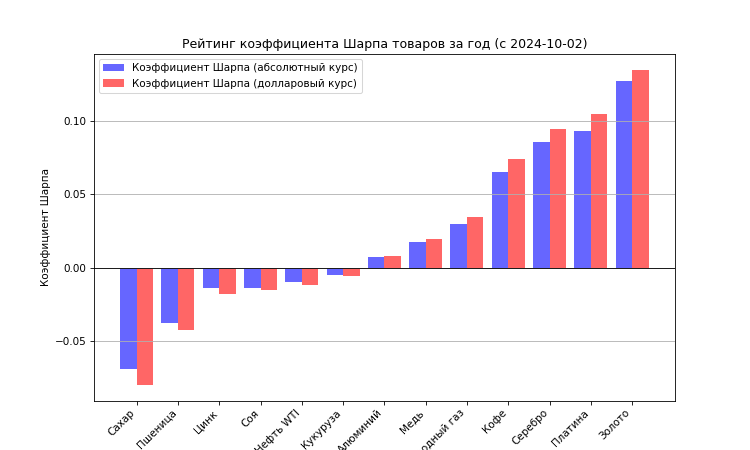 Рейтинг коэффициента Шарпа товаров за год (с 2024-10-02)
Коэффициент Шарпа (абсолютный курс)
Коэффициент Шарпа (долларовый курс)
Коэффициент Шарпа
0.10
0.05
0.00
−0.05
Сахар
Пшеница
Цинк
Соя
Нефть WTI
Кукуруза
Алюминий
Медь
газ
Кофе
Серебро
Платина
Золото